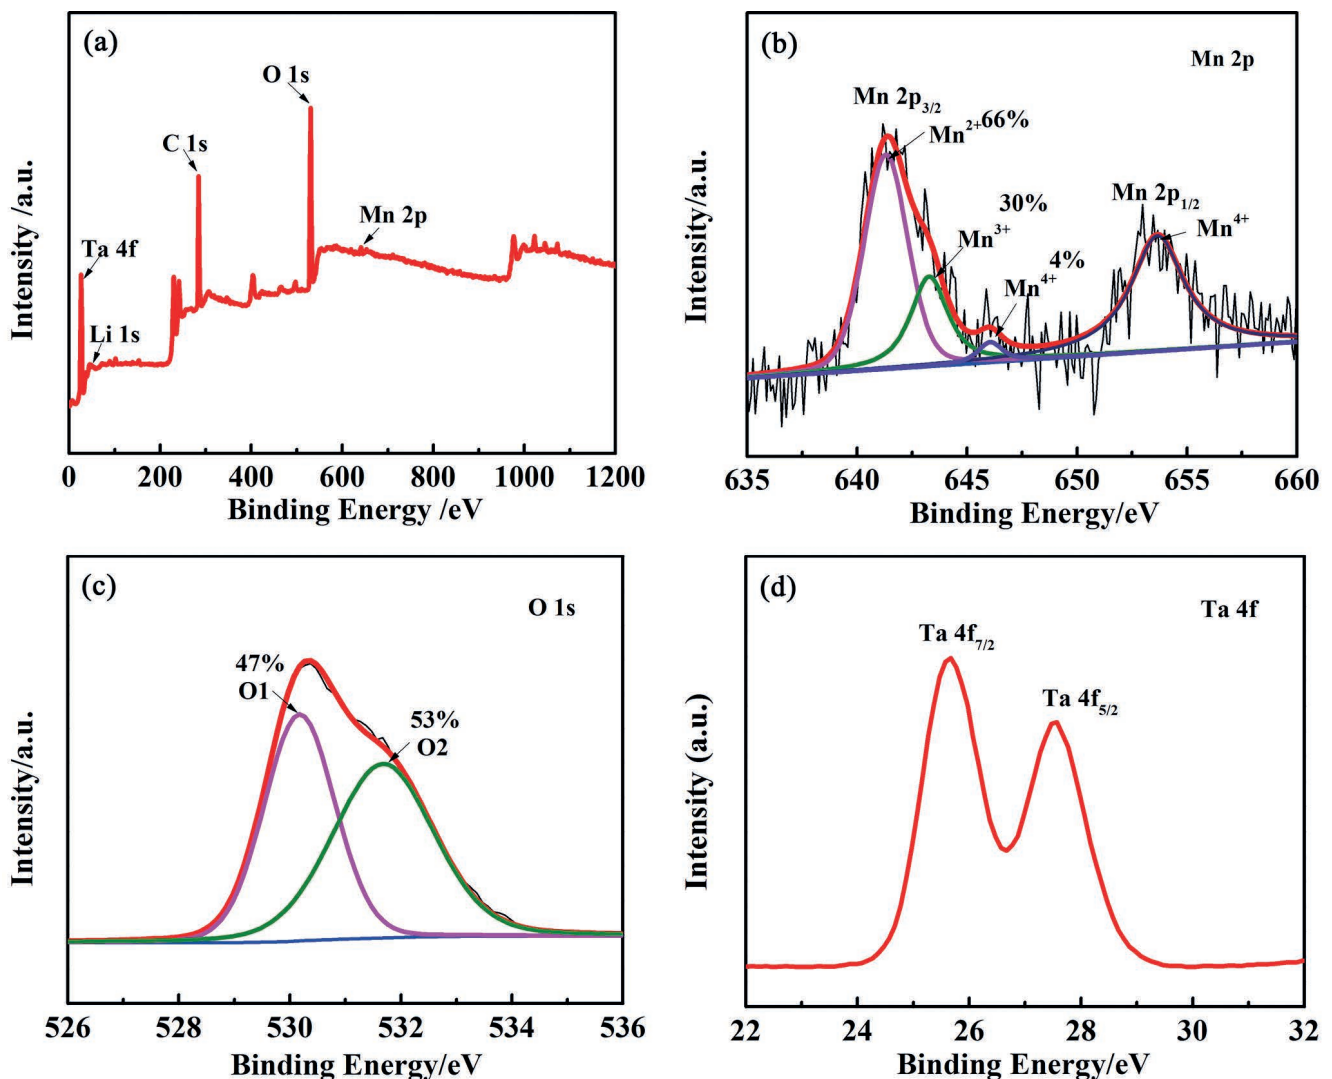 (a)
O 1s
C 1s
Mn 2p
Ta 4f
Li 1s
Intensity /a.u.
0 200 400 600 800 1000 1200
Binding Energy /eV
(b)
Mn 2p
Mn 2p3/2
Mn2+ 66%
30%
Mn3+
4%
Mn4+
Mn 2p1/2
Mn4+
Intensity/a.u.
635 640 645 650 655 660
Binding Energy/eV
(c)
O 1s
47%
O1
53%
O2
Intensity/a.u.
526 528 530 532 534 536
Binding Energy/eV
(d)
Ta 4f
Ta 4f7/2
Ta 4f5/2
Intensity (a.u.)
22 24 26 28 30 32
Binding Energy/eV